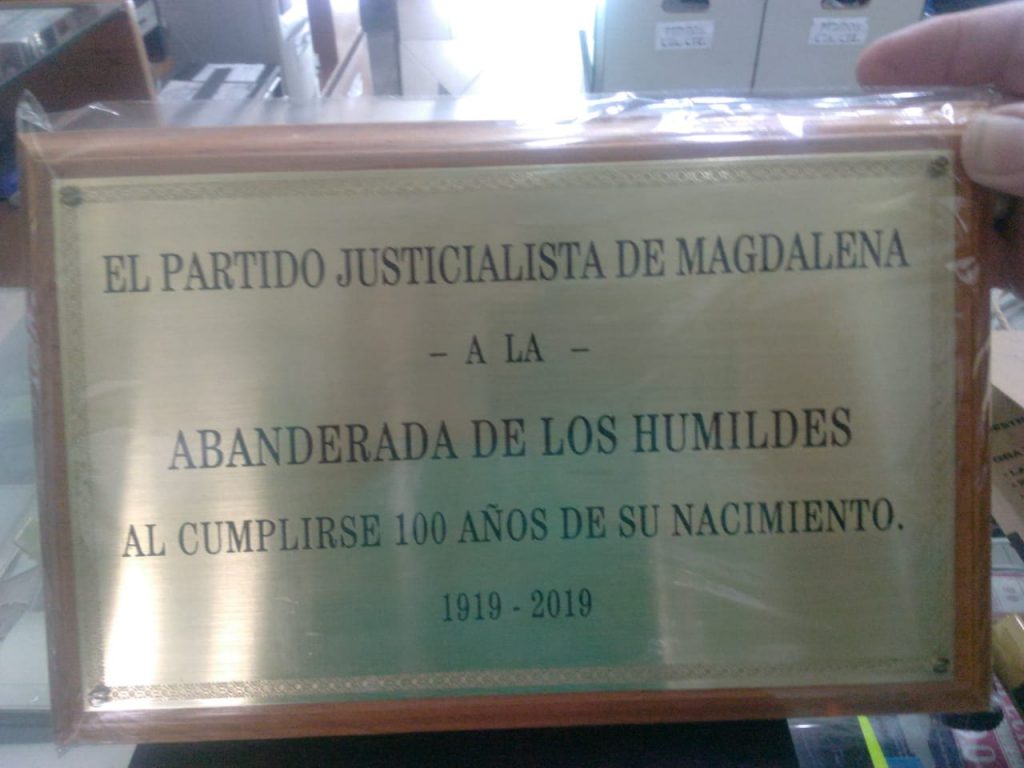 EL PARTIDO JUSTICIALISTA DE MAGDALENA
– A LA –
ABANDERADA DE LOS HUMILDES
AL CUMPLIRSE 100 AÑOS DE SU NACIMIENTO.
1919 - 2019